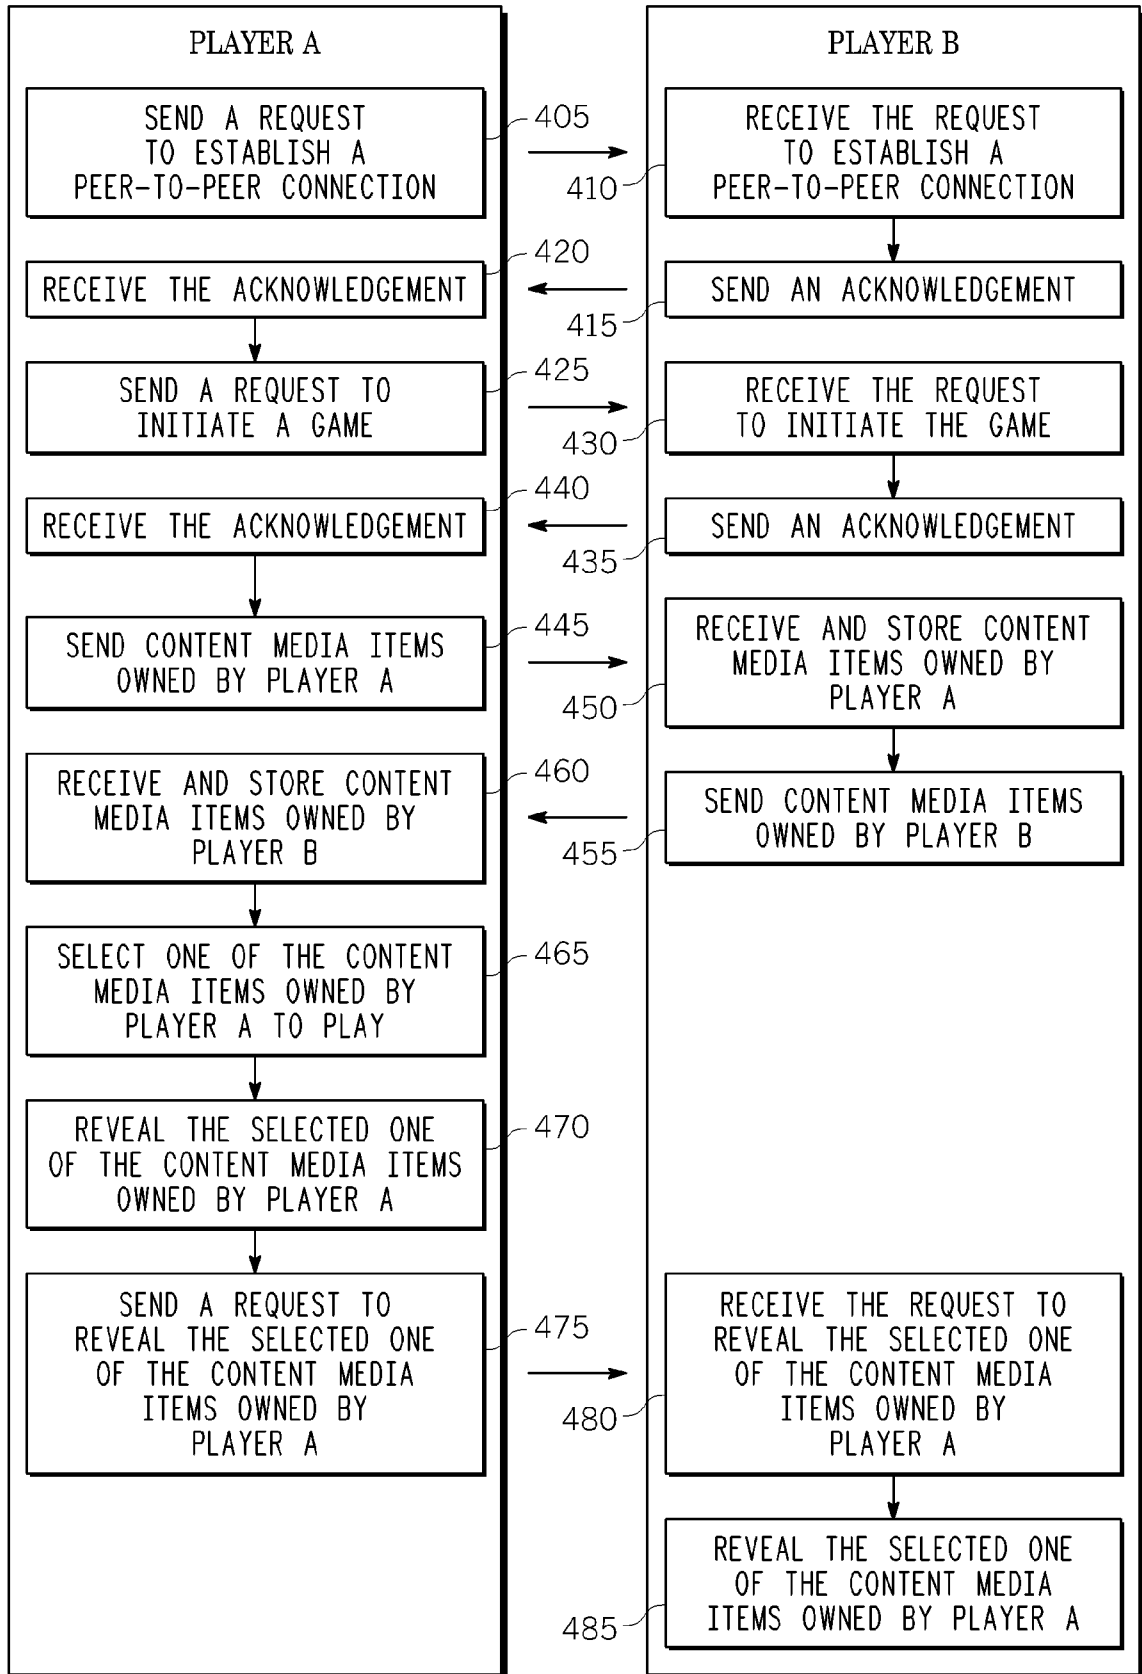 PLAYER A
SEND A REQUEST
TO ESTABLISH A
PEER-TO-PEER CONNECTION
405
PLAYER B
RECEIVE THE REQUEST
TO ESTABLISH A
PEER-TO-PEER CONNECTION
410
SEND AN ACKNOWLEDGEMENT
415
RECEIVE THE ACKNOWLEDGEMENT
420
SEND A REQUEST TO
INITIATE A GAME
425
RECEIVE THE REQUEST
TO INITIATE THE GAME
430
SEND AN ACKNOWLEDGEMENT
435
RECEIVE THE ACKNOWLEDGEMENT
440
SEND CONTENT MEDIA ITEMS
OWNED BY PLAYER A
445
RECEIVE AND STORE CONTENT
MEDIA ITEMS OWNED BY
PLAYER A
450
SEND CONTENT MEDIA ITEMS
OWNED BY PLAYER B
455
RECEIVE AND STORE CONTENT
MEDIA ITEMS OWNED BY
PLAYER B
460
SELECT ONE OF THE CONTENT
MEDIA ITEMS OWNED BY
PLAYER A TO PLAY
465
REVEAL THE SELECTED ONE
OF THE CONTENT MEDIA ITEMS
OWNED BY PLAYER A
470
SEND A REQUEST TO
REVEAL THE SELECTED ONE
OF THE CONTENT MEDIA
ITEMS OWNED BY
PLAYER A
475
RECEIVE THE REQUEST TO
REVEAL THE SELECTED ONE
OF THE CONTENT MEDIA
ITEMS OWNED BY
PLAYER A
480
REVEAL THE SELECTED ONE
OF THE CONTENT MEDIA
ITEMS OWNED BY PLAYER A
485